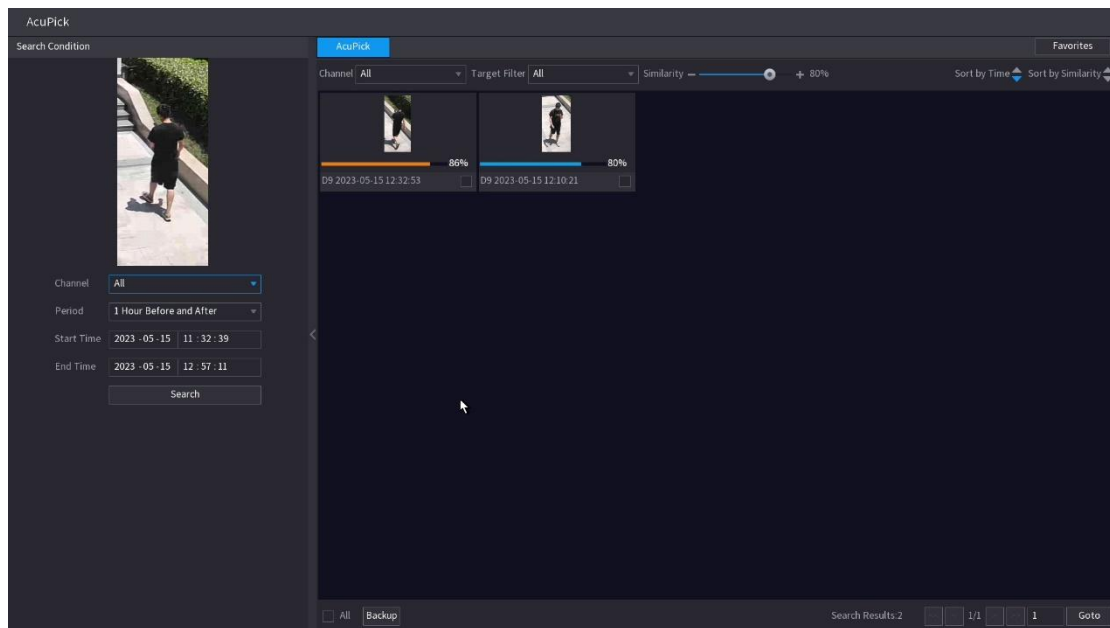 AcuPick
Search Condition
AcuPick
Favorites
Channel All Target Filter All Similarity 80% Sort by Time Sort by Similarity
86%
80%
D9 2023-05-15 12:32:53
D9 2023-05-15 12:10:21
Channel All
Period 1 Hour Before and After
Start Time 2023 -05 -15 11 : 32 : 39
End Time 2023 -05 -15 12 : 57 : 11
Search
All Backup Search Results:2 1/1 1 Goto